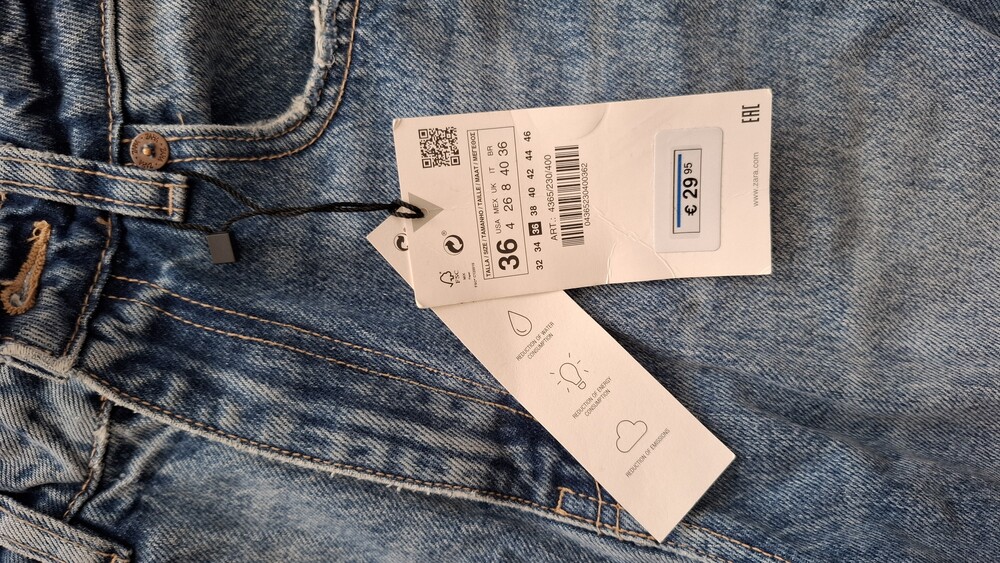 TALLA / SIZE / TAMANHO / TAILLE / MAAT / ΜΕΓΕΘΟΣ
36
USA MEX UK IT BR
4 26 8 40 36
32 34 36 38 40 42 44 46
ART.: 4365/230/400
04365230400362
€ 29 95
www.zara.com
EAC
FSC
REDUCTION OF WATER
CONSUMPTION
REDUCTION OF ENERGY
CONSUMPTION
REDUCTION OF EMISSIONS